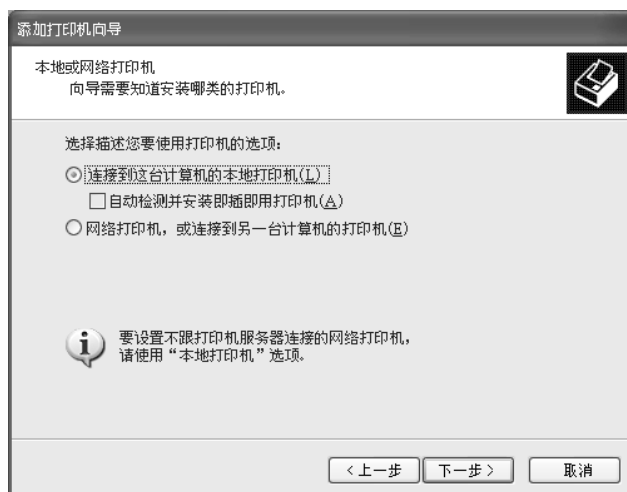 添加打印机向导
本地或网络打印机
向导需要知道安装哪类的打印机。
选择描述您要使用打印机的选项:
连接到这台计算机的本地打印机(L)
自动检测并安装即插即用打印机(A)
网络打印机，或连接到另一台计算机的打印机(E)
要设置不跟打印机服务器连接的网络打印机，
请使用“本地打印机”选项。
<上一步 下一步> 取消